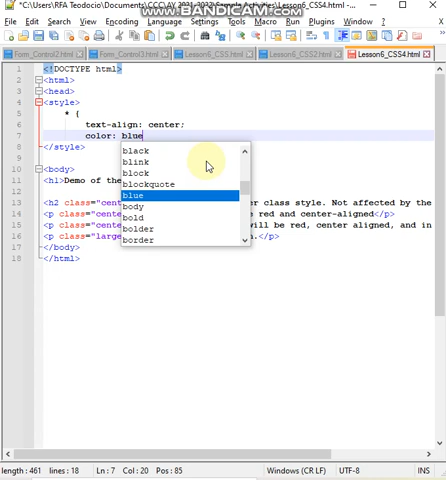 *C:\Users\RFA Teodocio\Documents\CCC\AY 2021-2022\Sample Activities\Lesson6_CSS4.html - ...
www.BANDICAM.com
File Edit Search View Encoding Language Settings Tools Macro Run Plugins Window ?
Form_Control2.html Form_Control3.html Lesson6_CSS.html Lesson6_CSS2.html Lesson6_CSS4.html
1 <!DOCTYPE html>
2 <html>
3 <head>
4 <style>
5 * {
6 text-align: center;
7 color: blue
8 </style>
9
10 <body>
11 <h1>Demo of the
12
13 <h2 class="cent er class style. Not affected by the
14 <p class="cente s red and center-aligned</p>
15 <p class="cente will be red, center aligned, and in
16 <p class="large n.</p>
17 </body>
18 </html>
black
blink
block
blockquote
blue
body
bold
bolder
border
length : 461 lines : 18 Ln : 7 Col : 20 Pos : 85 Windows (CR LF) UTF-8 INS